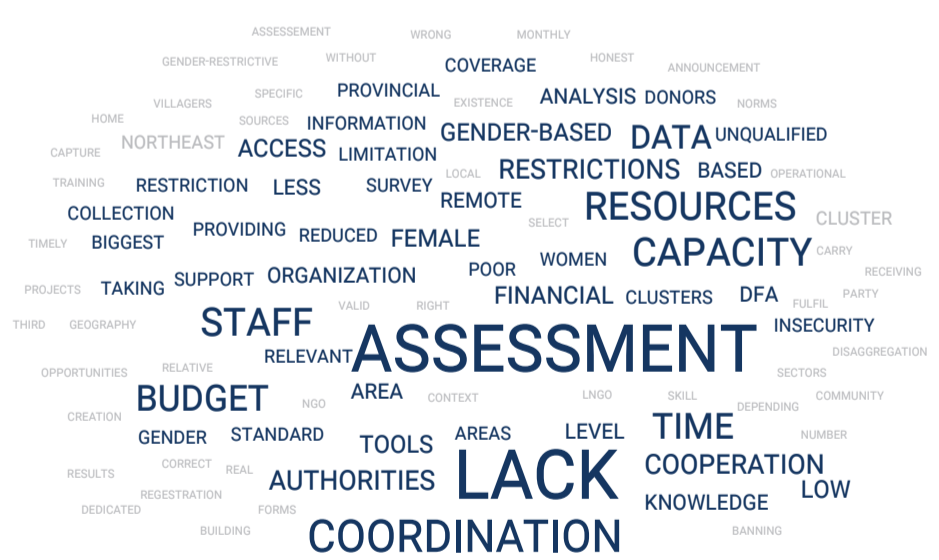 ASSESSEMENT WRONG MONTHLY
GENDER-RESTRICTIVE WITHOUT COVERAGE HONEST ANNOUNCEMENT
VILLAGERS SPECIFIC PROVINCIAL EXISTENCE ANALYSIS DONORS NORMS
HOME SOURCES INFORMATION GENDER-BASED DATA UNQUALIFIED
CAPTURE NORTHEAST ACCESS LIMITATION LOCAL RESTRICTIONS BASED OPERATIONAL
TRAINING RESTRICTION LESS SURVEY REMOTE RESOURCES
COLLECTION PROVIDING REDUCED FEMALE SELECT CLUSTER
TIMELY BIGGEST WOMEN CAPACITY CARRY
PROJECTS TAKING SUPPORT ORGANIZATION POOR RECEIVING
FINANCIAL CLUSTERS DFA FULFIL PARTY
THIRD GEOGRAPHY STAFF VALID RIGHT INSECURITY
RELEVANT ASSESSMENT DISAGGREGATION
OPPORTUNITIES RELATIVE SECTORS
BUDGET NGO AREA CONTEXT LNGO SKILL DEPENDING COMMUNITY
CREATION GENDER STANDARD TOOLS AREAS LEVEL TIME NUMBER
RESULTS CORRECT REAL AUTHORITIES LACK COOPERATION
DEDICATED REGESTRATION FORMS KNOWLEDGE LOW
BUILDING COORDINATION BANNING